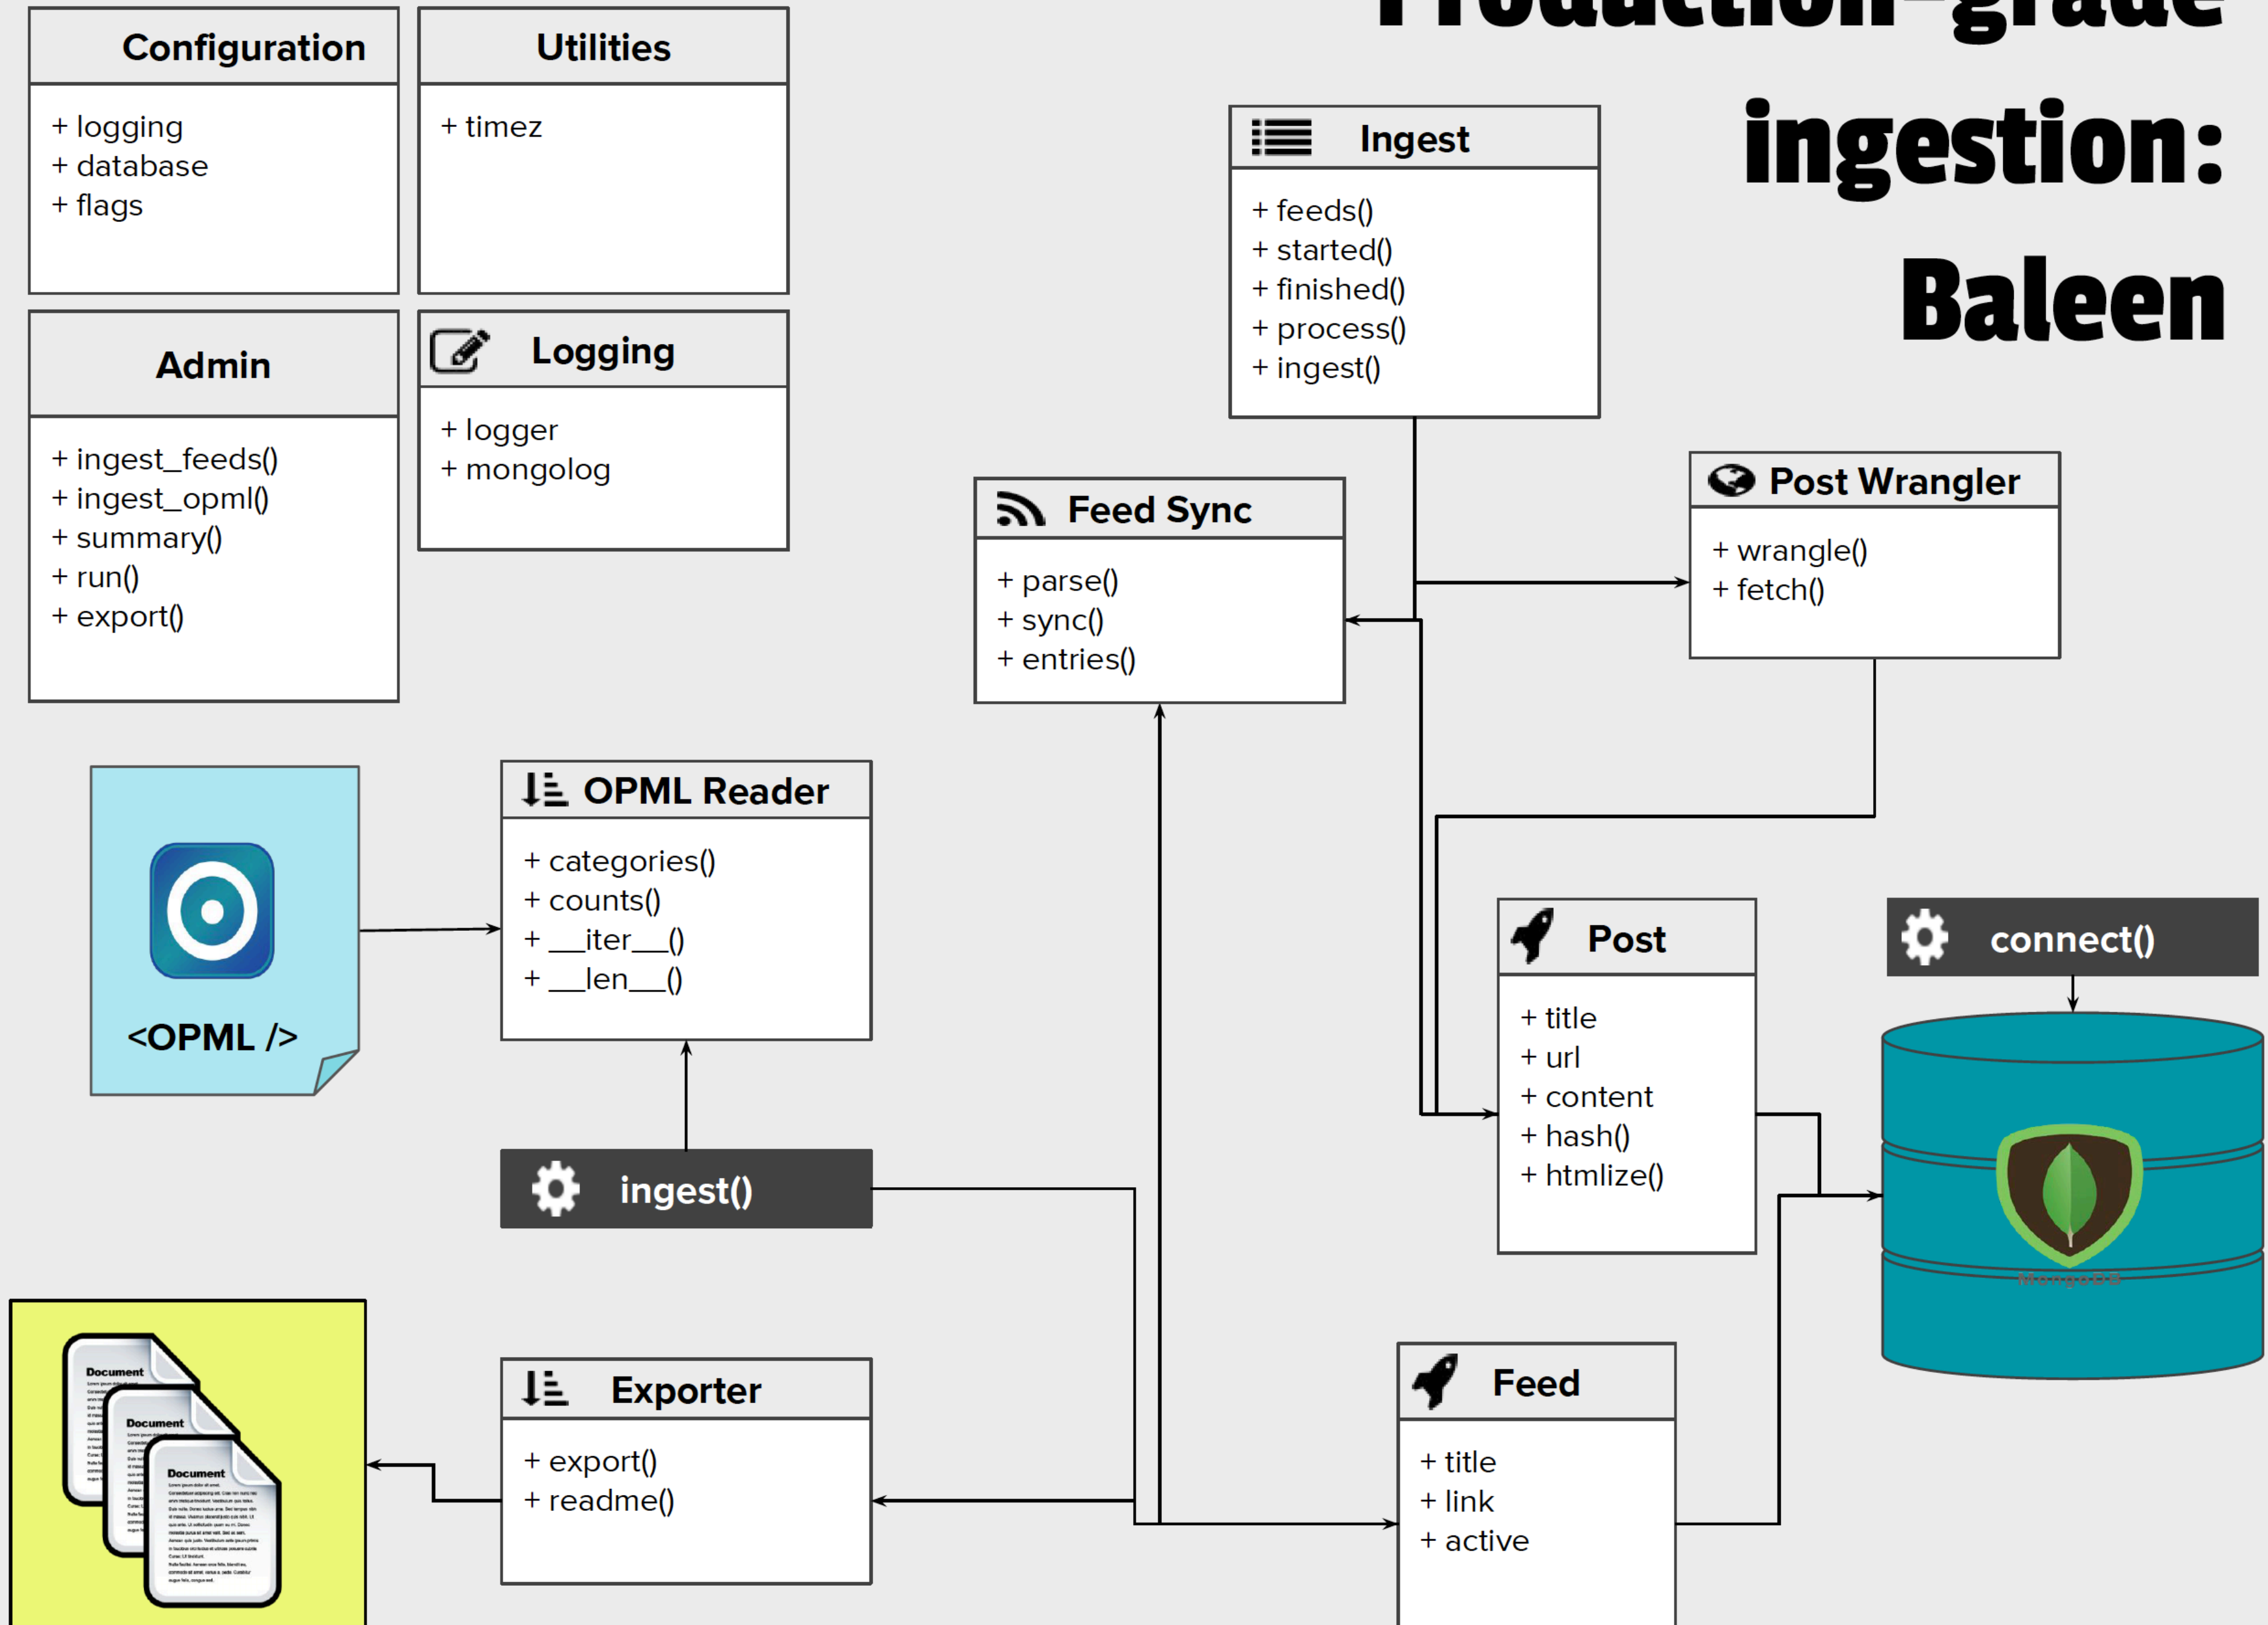 Production-grade
ingestion:
Baleen
Configuration
+ logging
+ database
+ flags
Utilities
+ timez
Admin
+ ingest_feeds()
+ ingest_opml()
+ summary()
+ run()
+ export()
Logging
+ logger
+ mongolog
Ingest
+ feeds()
+ started()
+ finished()
+ process()
+ ingest()
Feed Sync
+ parse()
+ sync()
+ entries()
Post Wrangler
+ wrangle()
+ fetch()
<OPML />
OPML Reader
+ categories()
+ counts()
+ __iter__()
+ __len__()
ingest()
Post
+ title
+ url
+ content
+ hash()
+ htmlize()
connect()
MongoDB
Document
Document
Document
Exporter
+ export()
+ readme()
Feed
+ title
+ link
+ active